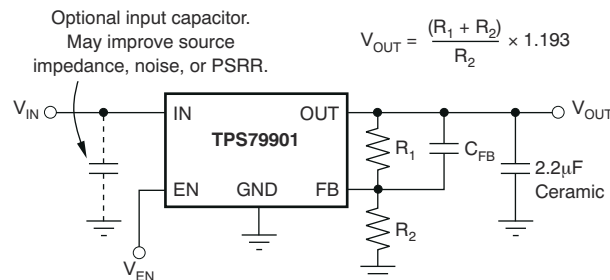 Optional input capacitor.
May improve source
impedance, noise, or PSRR.
V_OUT = (R_1 + R_2) / R_2 × 1.193
V_IN
IN
OUT
V_OUT
TPS79901
R_1
C_FB
2.2μF
Ceramic
EN
GND
FB
R_2
V_EN